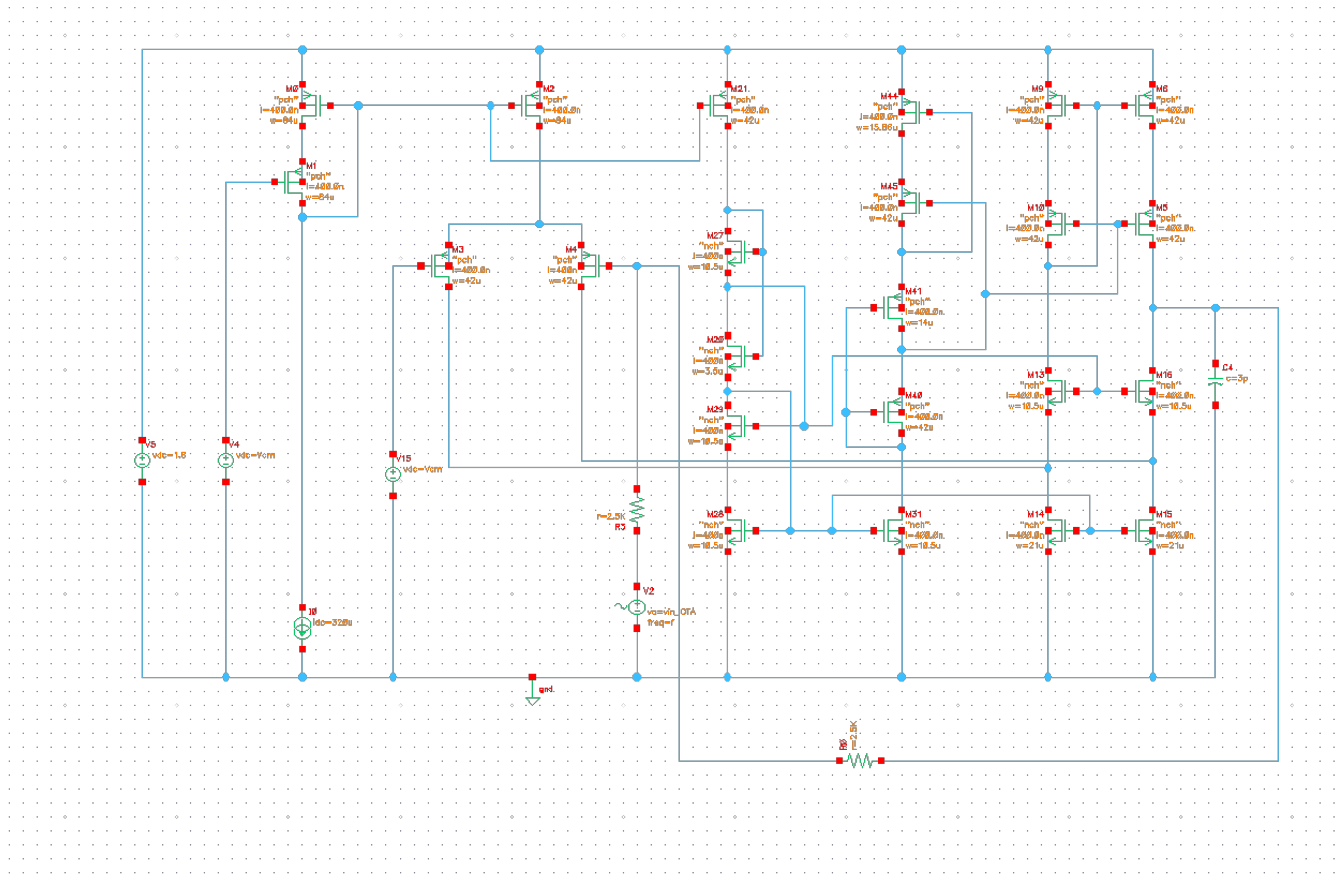 M0
"pch"
l=400.0n
w=84u
M2
"pch"
l=400.0n
w=84u
M21
"pch"
l=400.0n
w=42u
M44
"pch"
l=400.0n
w=15.86u
M9
"pch"
l=400.0n
w=42u
M6
"pch"
l=400.0n
w=42u
M1
"pch"
l=400.0n
w=84u
M45
"pch"
l=400.0n
w=42u
M10
"pch"
l=400.0n
w=42u
M5
"pch"
l=400.0n
w=42u
M3
"pch"
l=400.0n
w=42u
M4
"pch"
l=400n
w=42u
M27
"nch"
l=400n
w=10.5u
M41
"pch"
l=400.0n
w=14u
"nch"
l=400n
w=3.5u
M13
"nch"
l=400.0n
w=10.5u
M16
"nch"
l=400.0n
w=10.5u
C4
c=3p
M29
"nch"
l=400n
w=10.5u
M40
"pch"
l=400.0n
w=42u
V5
vdc=1.8
V4
vdc=Vcm
V15
vdc=Vcm
r=2.5K
R3
M28
"nch"
l=400n
w=10.5u
M31
"nch"
l=400.0n
w=10.5u
M14
"nch"
l=400.0n
w=21u
M15
"nch"
l=400.0n
w=21u
V2
va=vin_OTA
freq=f
I0
idc=320u
gnd
R0
r=2.5K